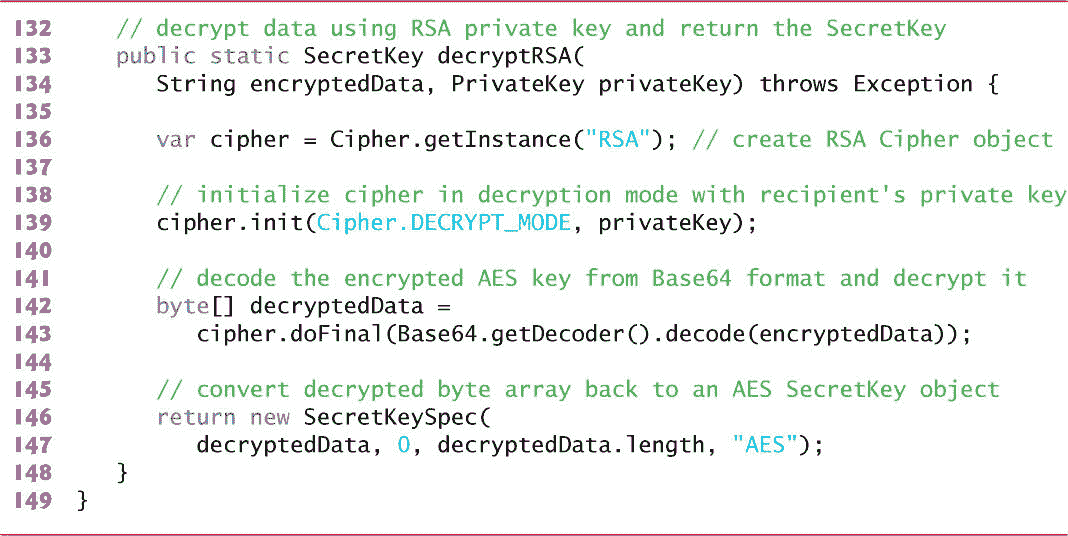 132 // decrypt data using RSA private key and return the SecretKey
133 public static SecretKey decryptRSA(
134 String encryptedData, PrivateKey privateKey) throws Exception {
135
136 var cipher = Cipher.getInstance("RSA"); // create RSA Cipher object
137
138 // initialize cipher in decryption mode with recipient's private key
139 cipher.init(Cipher.DECRYPT_MODE, privateKey);
140
141 // decode the encrypted AES key from Base64 format and decrypt it
142 byte[] decryptedData =
143 cipher.doFinal(Base64.getDecoder().decode(encryptedData));
144
145 // convert decrypted byte array back to an AES SecretKey object
146 return new SecretKeySpec(
147 decryptedData, 0, decryptedData.length, "AES");
148 }
149 }